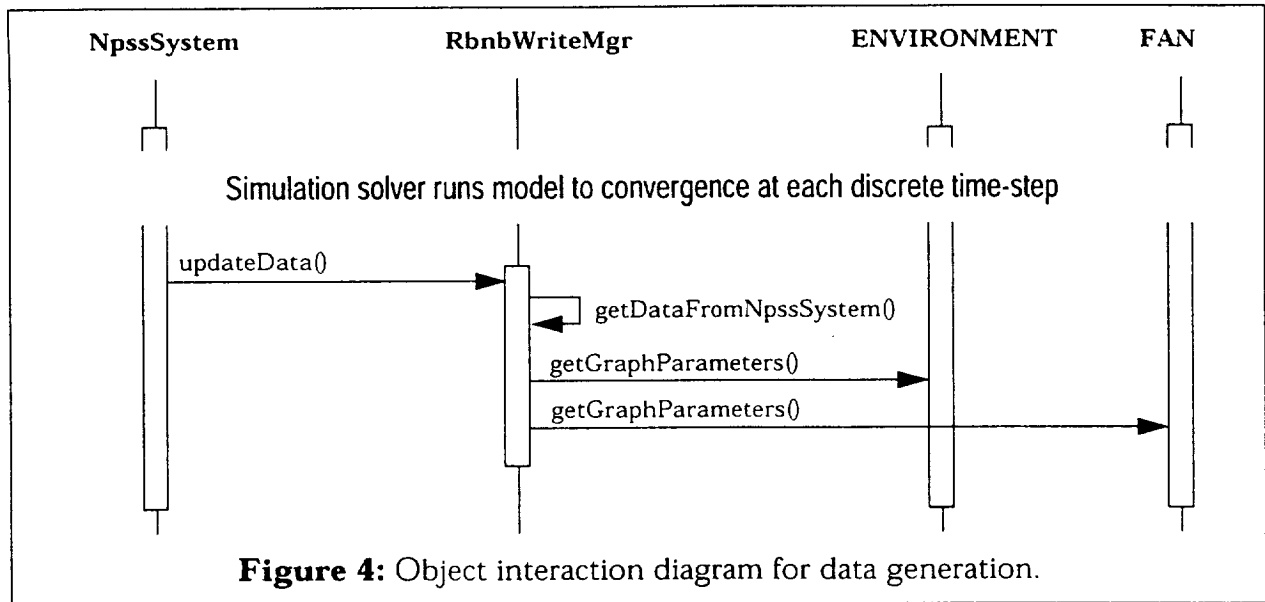 NpssSystem RbnbWriteMgr ENVIRONMENT FAN
Simulation solver runs model to convergence at each discrete time-step
updateData()
getDataFromNpssSystem()
getGraphParameters()
getGraphParameters()
Figure 4: Object interaction diagram for data generation.